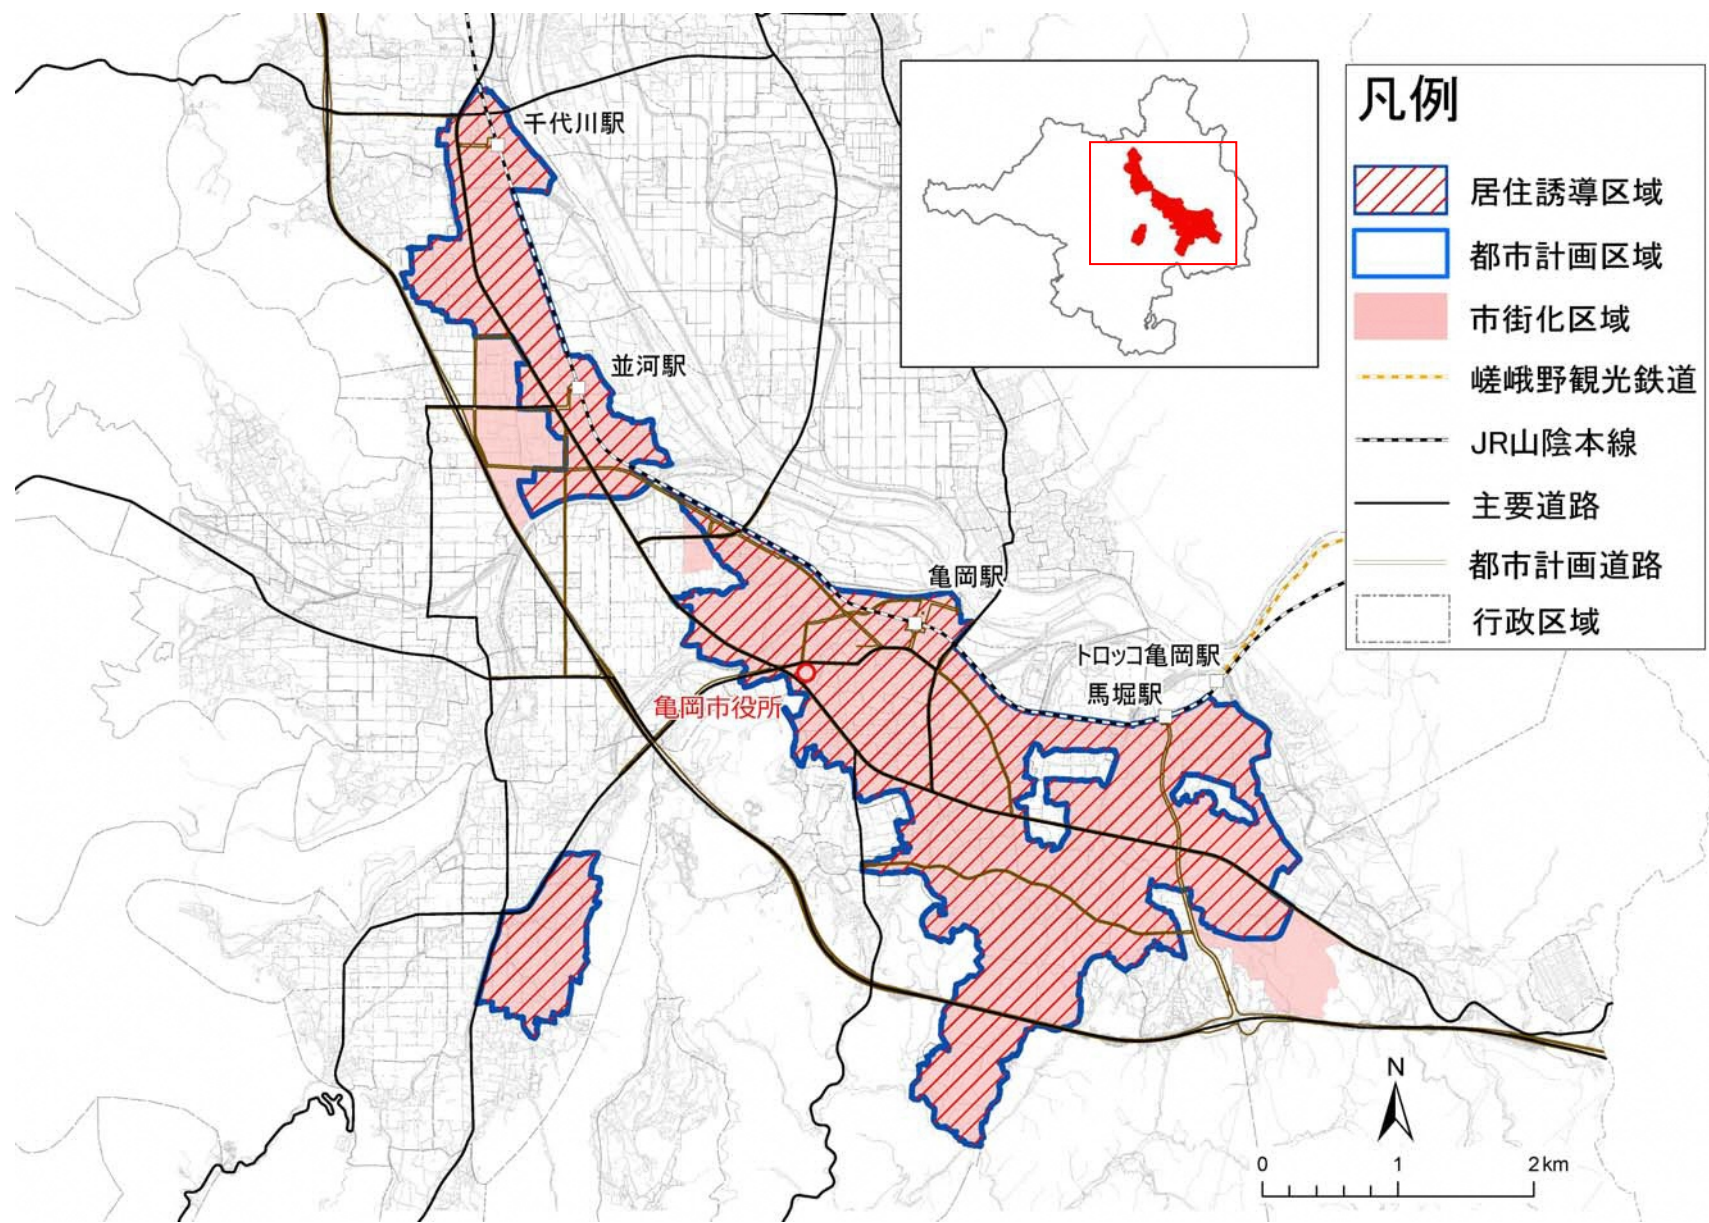 千代川駅
並河駅
亀岡駅
トロッコ亀岡駅
馬堀駅
亀岡市役所
凡例
居住誘導区域
都市計画区域
市街化区域
嵯峨野観光鉄道
JR山陰本線
主要道路
都市計画道路
行政区域
N
0 1 2km